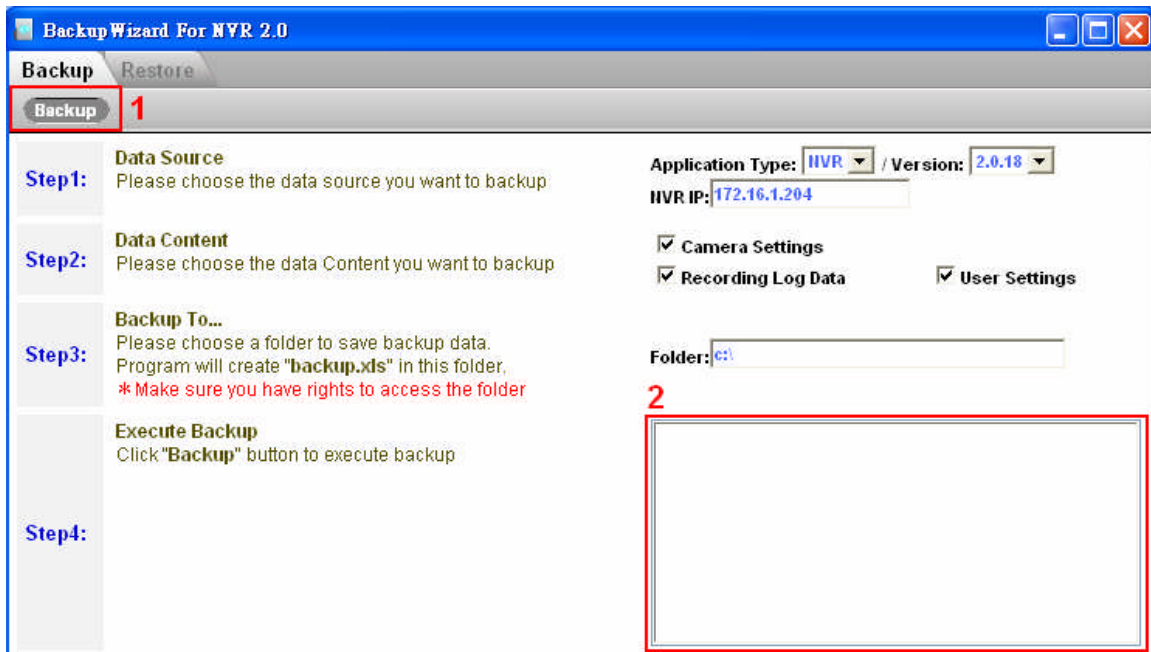 BackupWizard For NVR 2.0
Backup Restore
Backup 1
Step1:
Data Source
Please choose the data source you want to backup
Application Type: NVR / Version: 2.0.18
NVR IP: 172.16.1.204
Step2:
Data Content
Please choose the data Content you want to backup
Camera Settings
Recording Log Data User Settings
Step3:
Backup To...
Please choose a folder to save backup data.
Program will create "backup.xls" in this folder,
*Make sure you have rights to access the folder
Folder: c:\
2
Step4:
Execute Backup
Click "Backup" button to execute backup